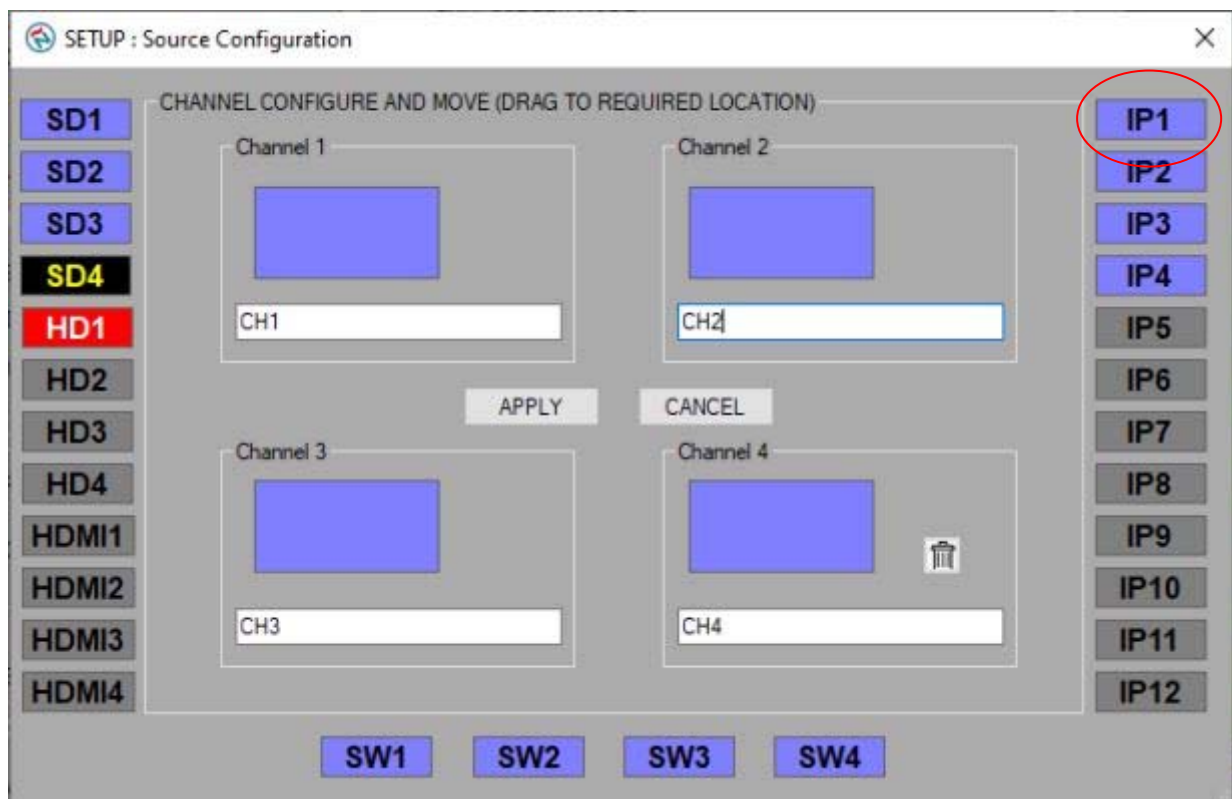 SETUP : Source Configuration
CHANNEL CONFIGURE AND MOVE (DRAG TO REQUIRED LOCATION)
SD1
SD2
SD3
SD4
HD1
HD2
HD3
HD4
HDMI1
HDMI2
HDMI3
HDMI4
Channel 1
CH1
Channel 2
CH2
APPLY
CANCEL
Channel 3
CH3
Channel 4
CH4
IP1
IP2
IP3
IP4
IP5
IP6
IP7
IP8
IP9
IP10
IP11
IP12
SW1
SW2
SW3
SW4